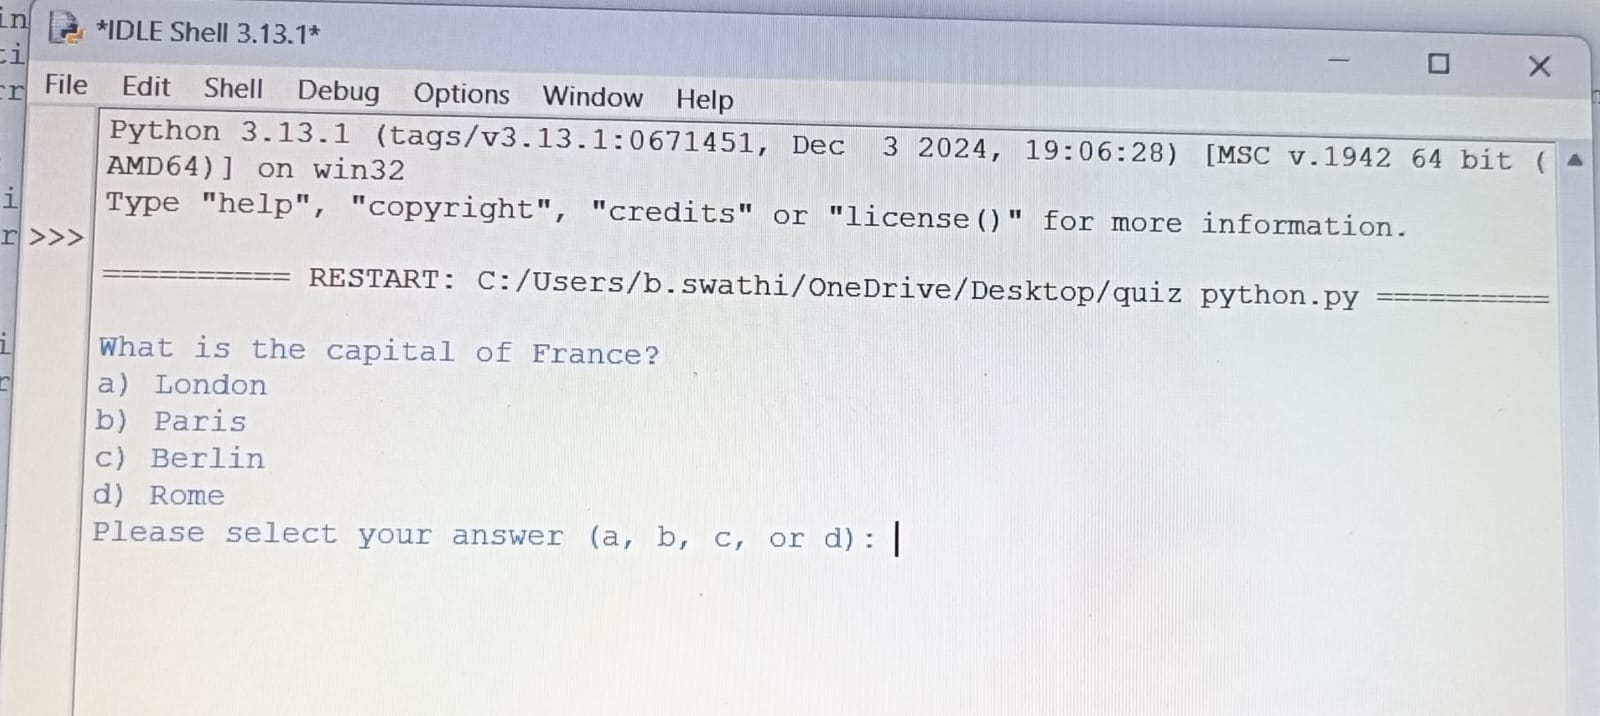 *IDLE Shell 3.13.1*
File Edit Shell Debug Options Window Help
Python 3.13.1 (tags/v3.13.1:0671451, Dec  3 2024, 19:06:28) [MSC v.1942 64 bit (
AMD64)] on win32
Type "help", "copyright", "credits" or "license()" for more information.
>>>
========== RESTART: C:/Users/b.swathi/OneDrive/Desktop/quiz python.py ==========
What is the capital of France?
a) London
b) Paris
c) Berlin
d) Rome
Please select your answer (a, b, c, or d):